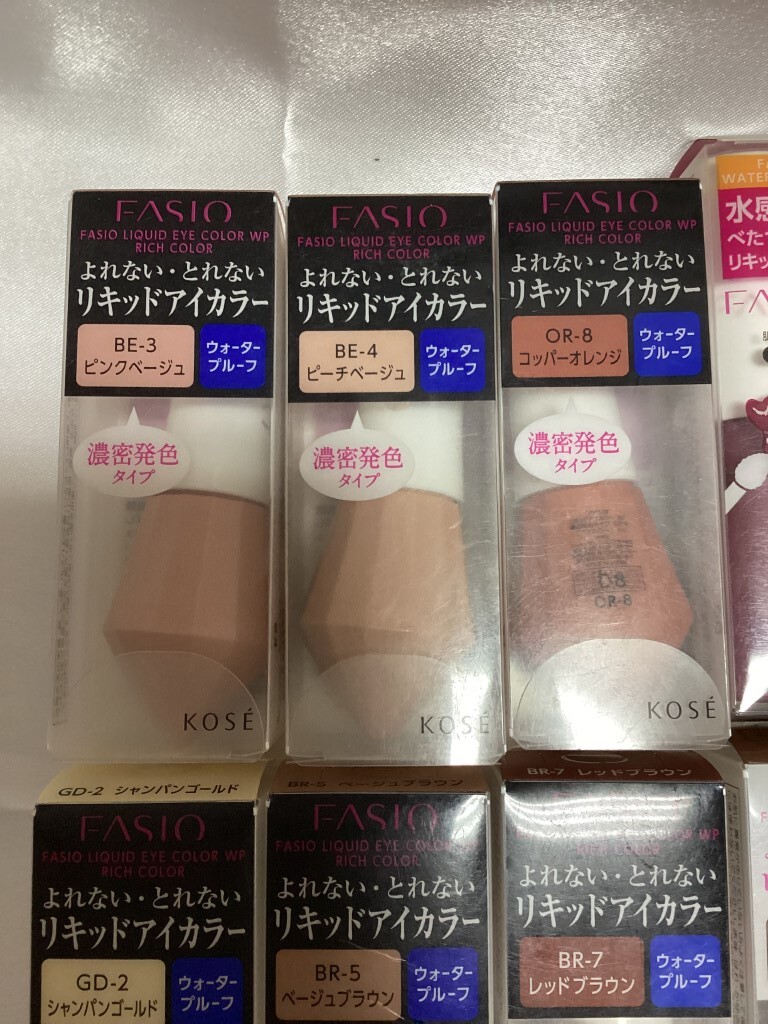 FASIO
FASIO LIQUID EYE COLOR WP
RICH COLOR
よれない・とれない
リキッドアイカラー
BE-3
ピンクベージュ
ウォーター
プルーフ
濃密発色
タイプ
KOSÉ
FASIO
FASIO LIQUID EYE COLOR WP
RICH COLOR
よれない・とれない
リキッドアイカラー
BE-4
ピーチベージュ
ウォーター
プルーフ
濃密発色
タイプ
KOSÉ
FASIO
FASIO LIQUID EYE COLOR WP
RICH COLOR
よれない・とれない
リキッドアイカラー
OR-8
コッパーオレンジ
ウォーター
プルーフ
濃密発色
タイプ
08
OR-8
KOSÉ
WATER
水感
べたつ
リキッ
FA
GD-2 シャンパンゴールド
FASIO
FASIO LIQUID EYE COLOR WP
RICH COLOR
よれない・とれない
リキッドアイカラー
GD-2
シャンパンゴールド
ウォーター
プルーフ
BR-5 ベージュブラウン
FASIO
FASIO LIQUID EYE COLOR WP
RICH COLOR
よれない・とれない
リキッドアイカラー
BR-5
ベージュブラウン
ウォーター
プルーフ
BR-7 レッドブラウン
LIQUID EYE COLOR WP
よれない・とれない
リキッドアイカラー
BR-7
レッドブラウン
ウォーター
プルーフ